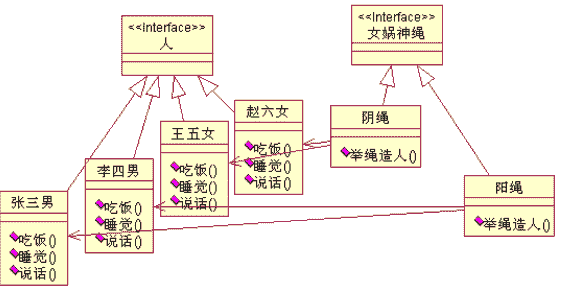 <<Interface>>
人
<<Interface>>
女娲神绳
赵六女
吃饭()
睡觉()
说话()
阴绳
举绳造人()
王五女
吃饭()
睡觉()
说话()
李四男
吃饭()
睡觉()
说话()
阳绳
举绳造人()
张三男
吃饭()
睡觉()
说话()